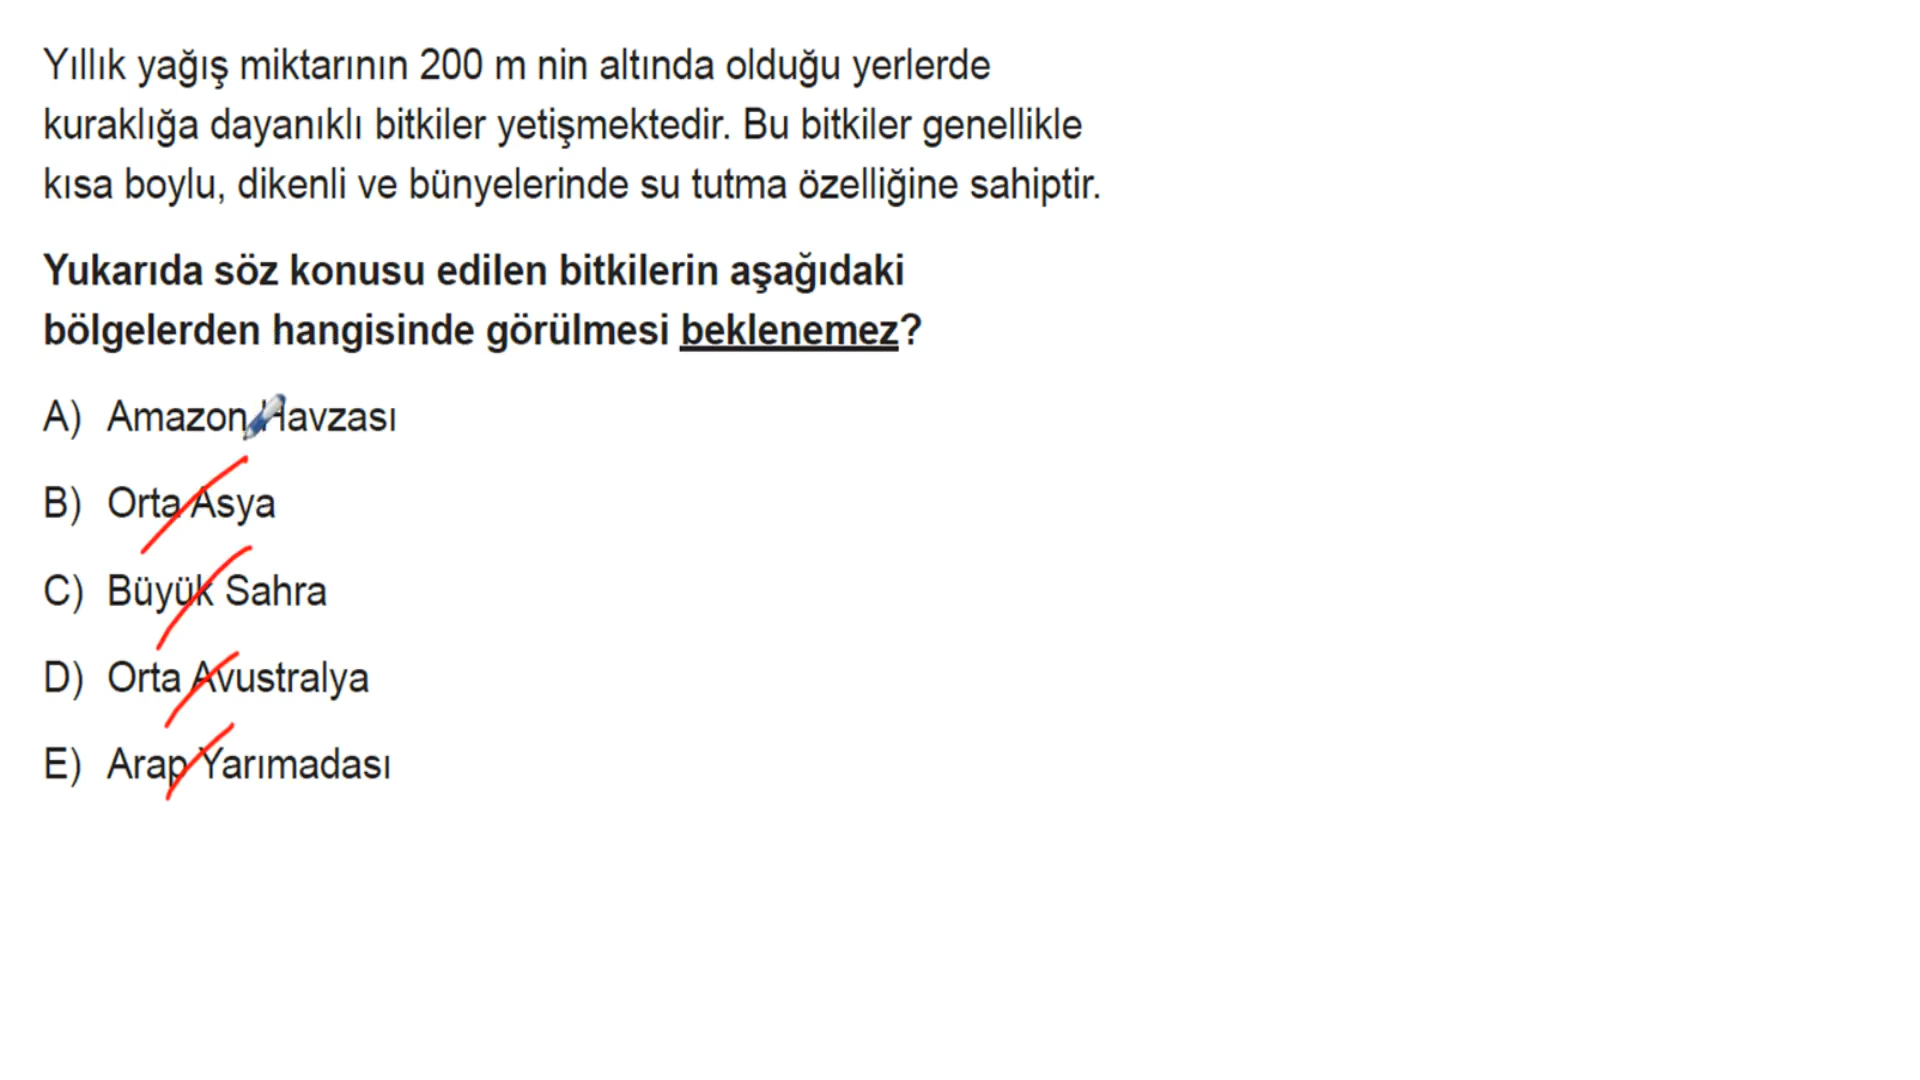 Yıllık yağış miktarının 200 m nin altında olduğu yerlerde
kuraklığa dayanıklı bitkiler yetişmektedir. Bu bitkiler genellikle
kısa boylu, dikenli ve bünyelerinde su tutma özelliğine sahiptir.
Yukarıda söz konusu edilen bitkilerin aşağıdaki
bölgelerden hangisinde görülmesi beklenemez?
A) Amazon Havzası
B) Orta Asya
C) Büyük Sahra
D) Orta Avustralya
E) Arap Yarımadası